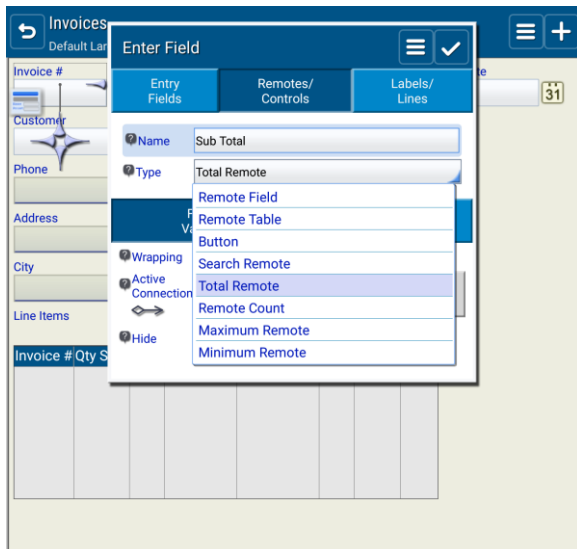 Invoices
Default Lar
Enter Field
Invoice #
te
31
Entry
Fields
Remotes/
Controls
Labels/
Lines
Customer
Name
Sub Total
Phone
Type
Total Remote
Remote Field
Remote Table
Address
Button
Wrapping
Search Remote
City
Active
Connection
Total Remote
Remote Count
Line Items
Hide
Maximum Remote
Minimum Remote
Invoice #
Qty S